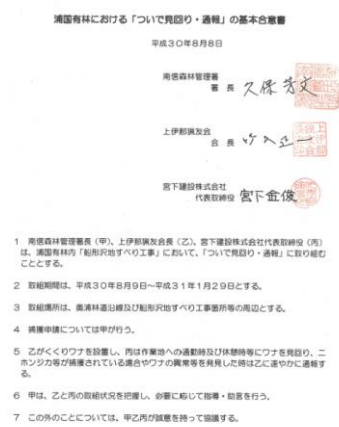 浦国有林における「ついで見回り・通報」の基本合意書
平成30年8月8日
南信森林管理署
署 長 久保芳文
上伊那猟友会
会 長 竹入正一
宮下建設株式会社
代表取締役 宮下金俊
1 南信森林管理署長（甲）、上伊那猟友会長（乙）、宮下建設株式会社代表取締役（丙）
は、浦国有林内「船形沢地すべり工事」において、「ついで見回り・通報」に取り組む
こととする。
2 取組期間は、平成30年8月9日～平成31年1月29日とする。
3 取組場所は、奥浦林道沿線及び船形沢地すべり工事箇所等の周辺とする。
4 捕獲申請については甲が行う。
5 乙がくくりワナを設置し、丙は作業地への通勤時及び休憩時等にワナを見回り、ニ
ホンジカ等が捕獲されている場合やワナの異常等を発見した時は乙に速やかに通報す
る。
6 甲は、乙と丙の取組状況を把握し、必要に応じて指導・助言を行う。
7 この外のことについては、甲乙丙が誠意を持って協議する。